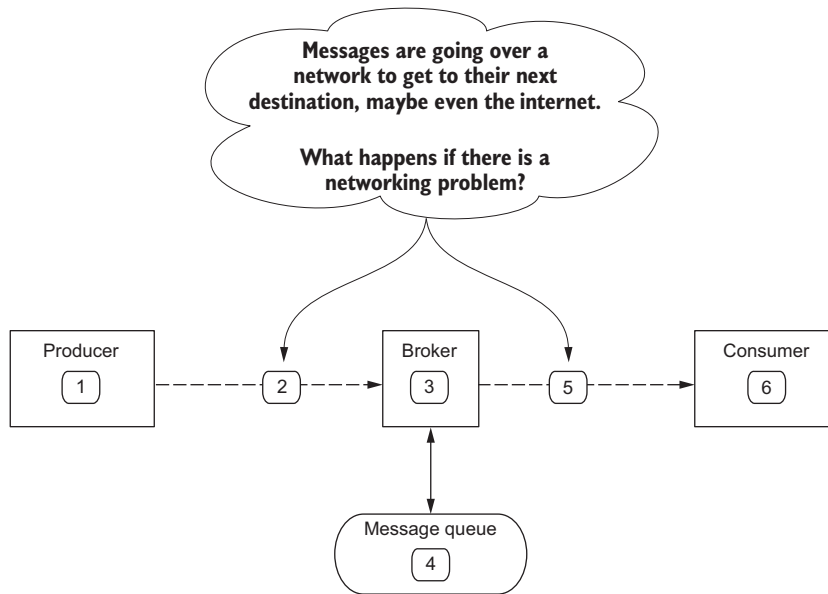 Messages are going over a
network to get to their next
destination, maybe even the internet.
What happens if there is a
networking problem?
Producer
1
2
Broker
3
5
Consumer
6
Message queue
4